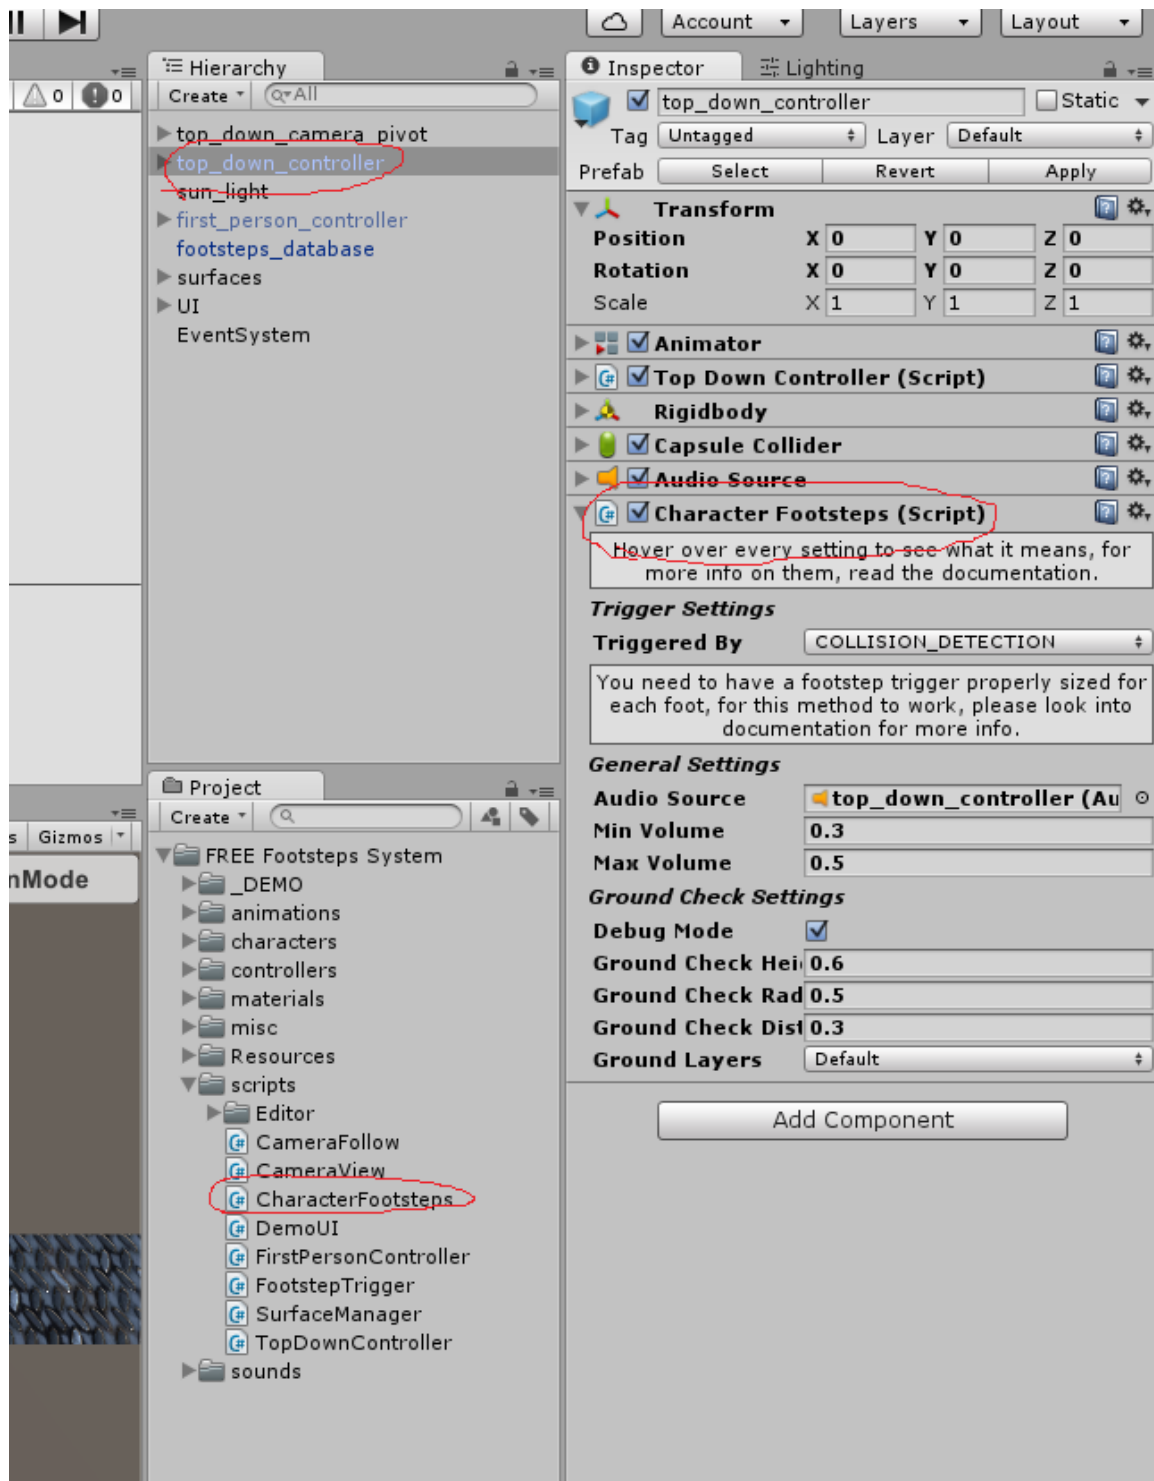 Account
Layers
Layout
Hierarchy
Create
All
0
0
top_down_camera_pivot
top_down_controller
sun_light
first_person_controller
footsteps_database
surfaces
UI
EventSystem
Project
Create
s Gizmos
nMode
FREE Footsteps System
_DEMO
animations
characters
controllers
materials
misc
Resources
scripts
Editor
CameraFollow
CameraView
CharacterFootsteps
DemoUI
FirstPersonController
FootstepTrigger
SurfaceManager
TopDownController
sounds
Inspector
Lighting
top_down_controller
Static
Tag Untagged Layer Default
Prefab Select Revert Apply
Transform
Position X 0 Y 0 Z 0
Rotation X 0 Y 0 Z 0
Scale X 1 Y 1 Z 1
Animator
Top Down Controller (Script)
Rigidbody
Capsule Collider
Audio Source
Character Footsteps (Script)
Hover over every setting to see what it means, for
more info on them, read the documentation.
Trigger Settings
Triggered By COLLISION_DETECTION
You need to have a footstep trigger properly sized for
each foot, for this method to work, please look into
documentation for more info.
General Settings
Audio Source top_down_controller (Au
Min Volume 0.3
Max Volume 0.5
Ground Check Settings
Debug Mode
Ground Check Hei 0.6
Ground Check Rad 0.5
Ground Check Dist 0.3
Ground Layers Default
Add Component